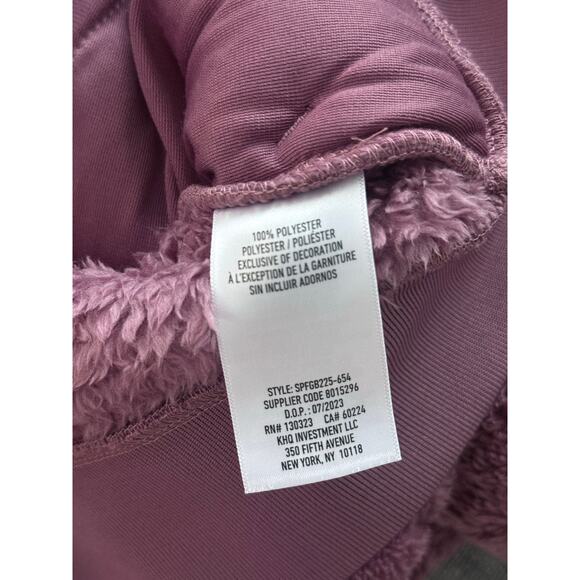 100% POLYESTER
POLYESTER / POLIÉSTER
EXCLUSIVE OF DECORATION
À L'EXCEPTION DE LA GARNITURE
SIN INCLUIR ADORNOS
STYLE: SPFGB225-654
SUPPLIER CODE 8015296
D.O.P.: 07/2023
RN# 130323 CA# 60224
KHQ INVESTMENT LLC
350 FIFTH AVENUE
NEW YORK, NY 10118